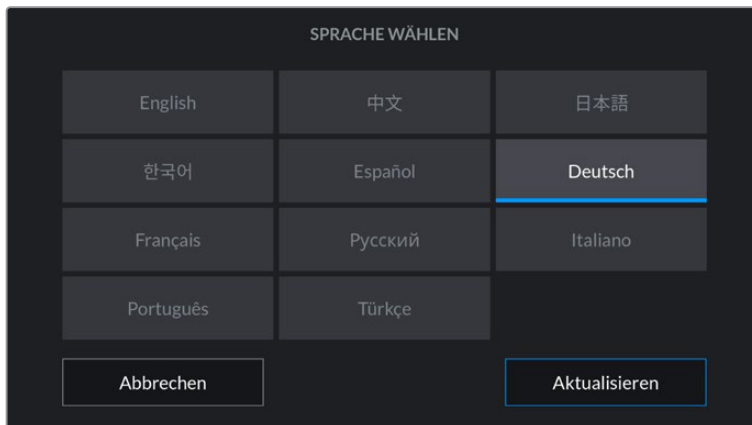 SPRACHE WÄHLEN
English 中文 日本語
한국어 Español Deutsch
Français Русский Italiano
Português Türkçe
Abbrechen Aktualisieren